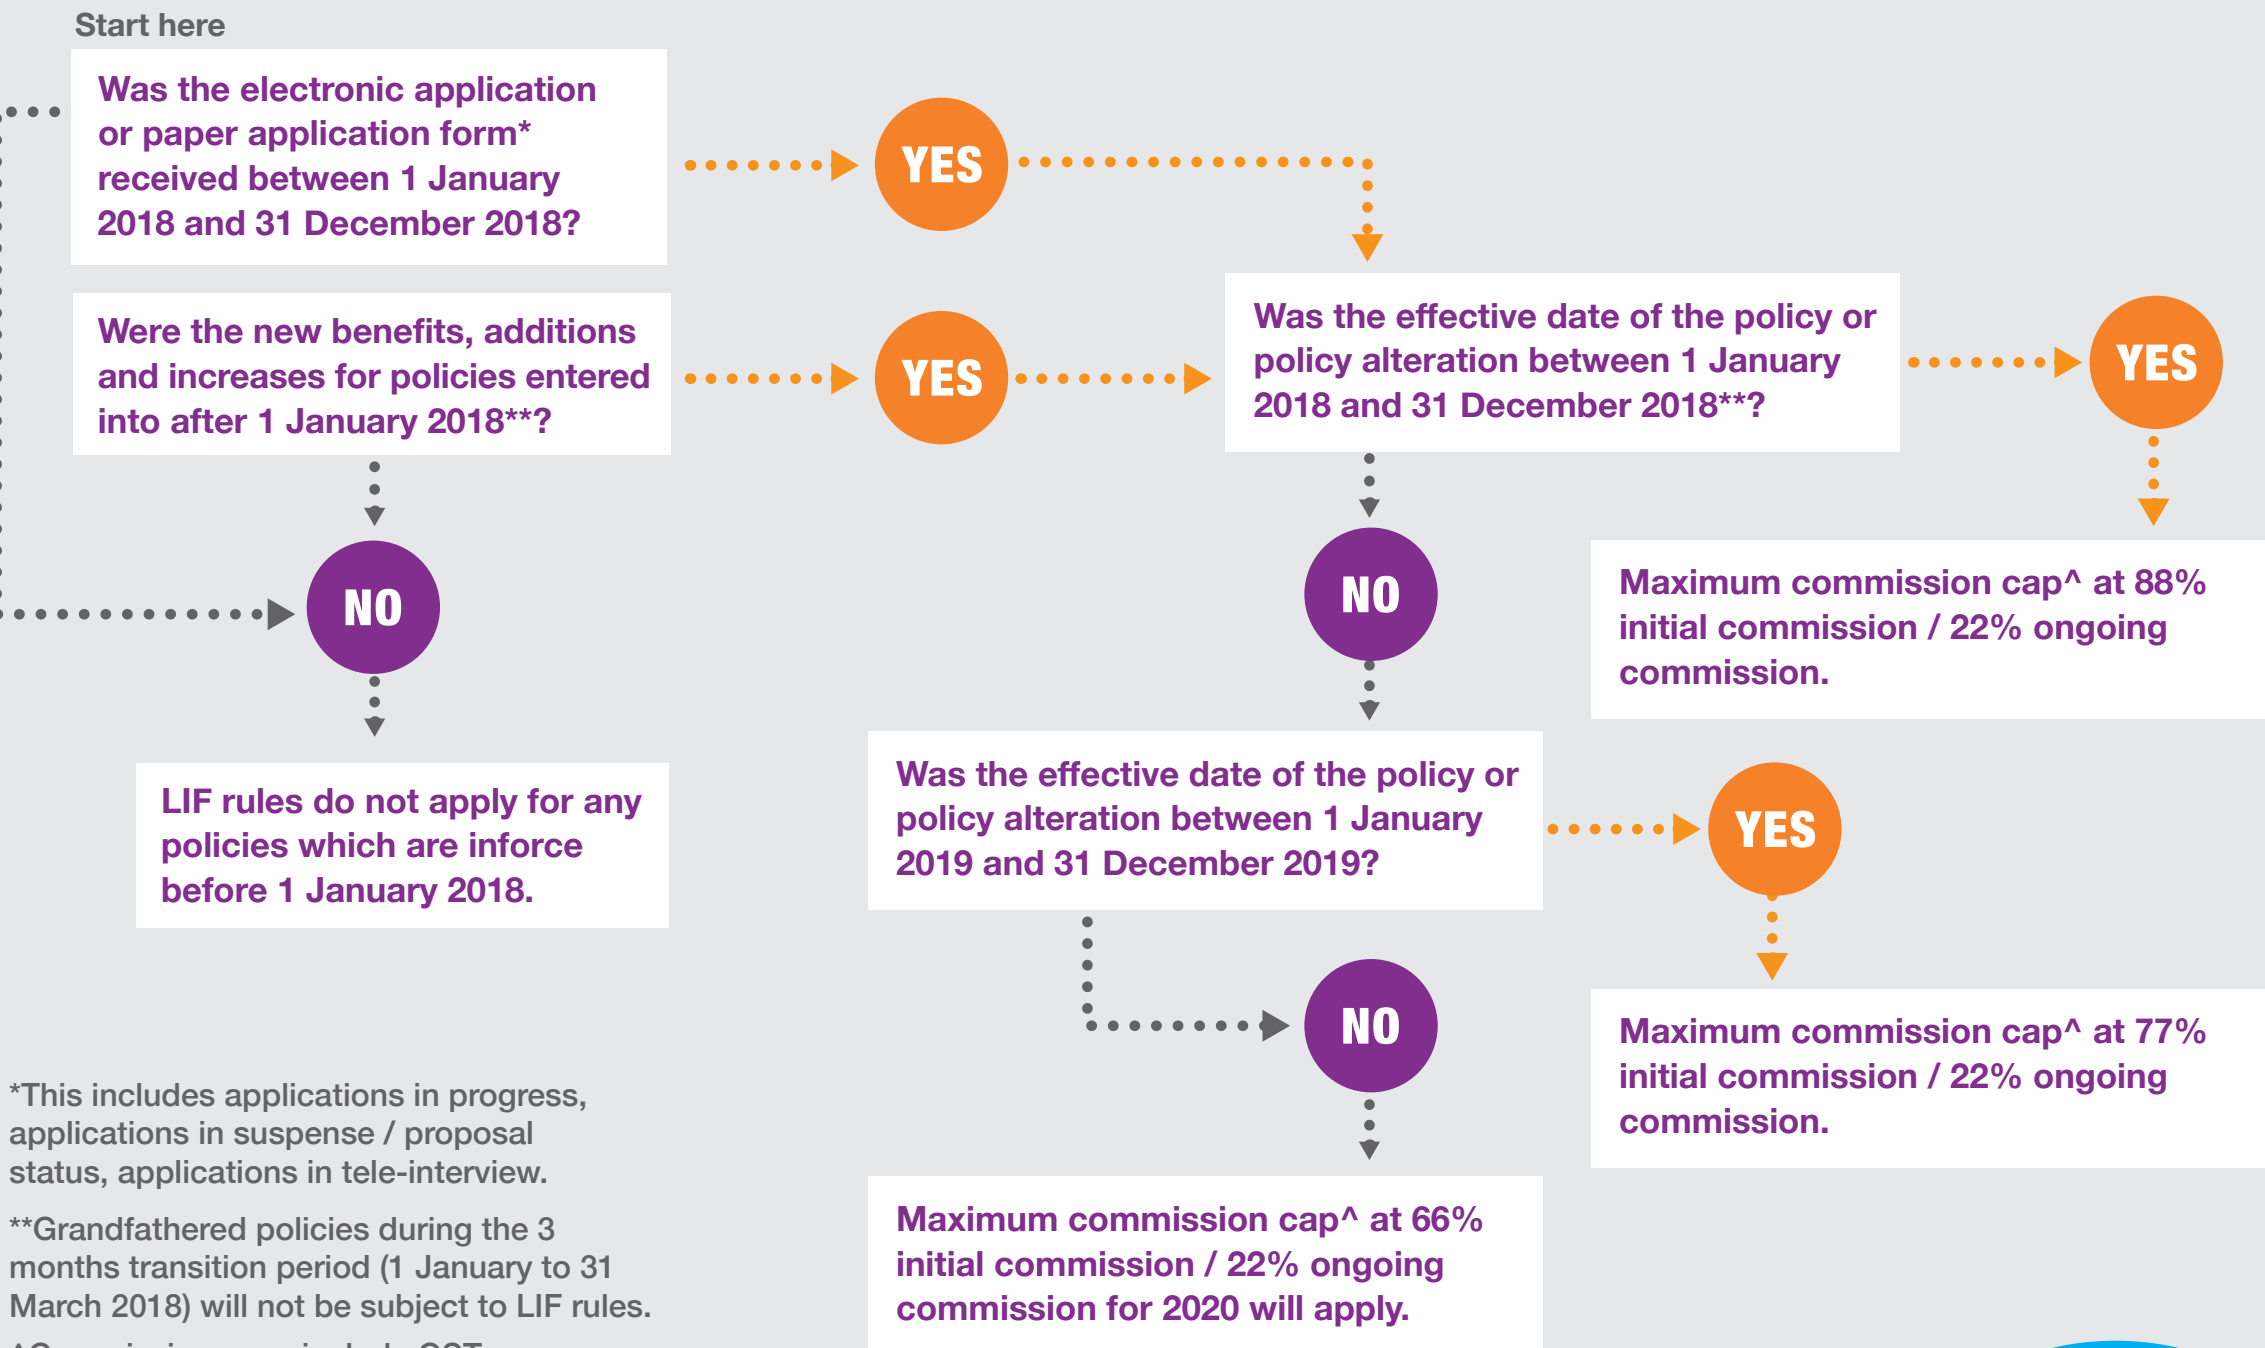 Start here
Was the electronic application
or paper application form*
received between 1 January
2018 and 31 December 2018?
YES
Were the new benefits, additions
and increases for policies entered
into after 1 January 2018**?
YES
Was the effective date of the policy or
policy alteration between 1 January
2018 and 31 December 2018**?
YES
NO
NO
Maximum commission cap^ at 88%
initial commission / 22% ongoing
commission.
LIF rules do not apply for any
policies which are inforce
before 1 January 2018.
Was the effective date of the policy or
policy alteration between 1 January
2019 and 31 December 2019?
YES
NO
Maximum commission cap^ at 77%
initial commission / 22% ongoing
commission.
Maximum commission cap^ at 66%
initial commission / 22% ongoing
commission for 2020 will apply.
*This includes applications in progress,
applications in suspense / proposal
status, applications in tele-interview.
**Grandfathered policies during the 3
months transition period (1 January to 31
March 2018) will not be subject to LIF rules.